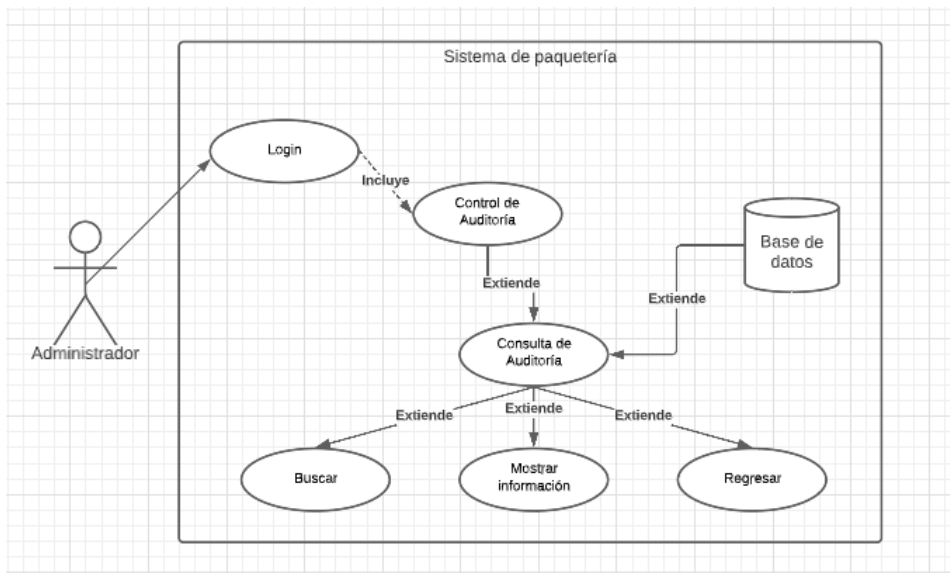 Sistema de paquetería
Login
Incluye
Control de
Auditoría
Base de
datos
Extiende
Extiende
Administrador
Consulta de
Auditoría
Extiende
Extiende
Extiende
Buscar
Mostrar
información
Regresar